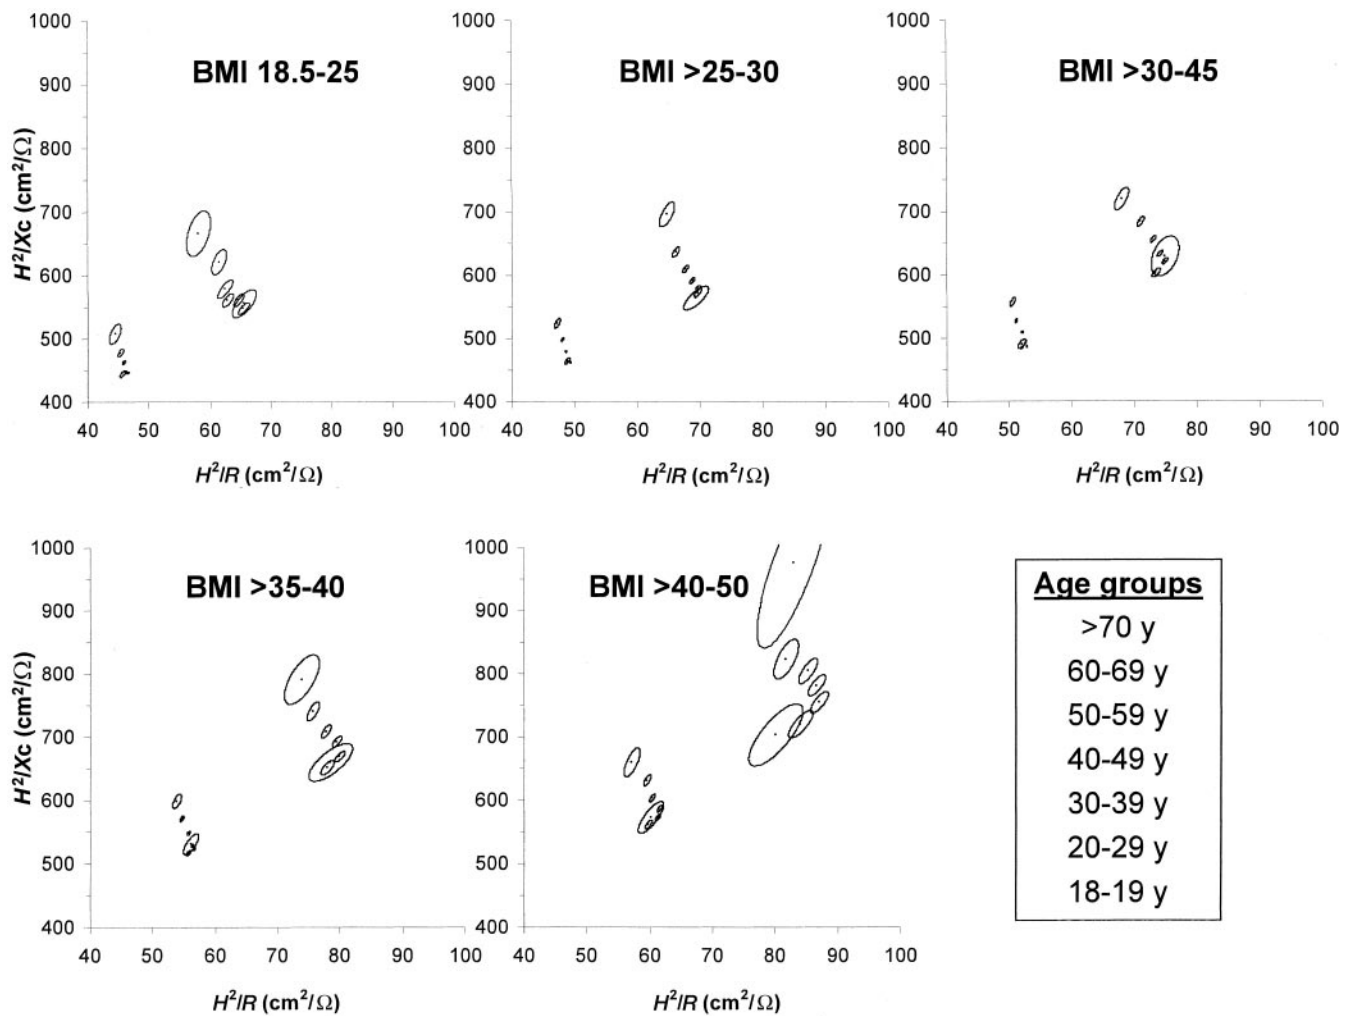 BMI 18.5-25
1000
900
800
700
600
500
400
H²/Xc (cm²/Ω)
40 50 60 70 80 90 100
H²/R (cm²/Ω)
BMI >25-30
1000
900
800
700
600
500
400
40 50 60 70 80 90 100
H²/R (cm²/Ω)
BMI >30-45
1000
900
800
700
600
500
400
40 50 60 70 80 90 100
H²/R (cm²/Ω)
BMI >35-40
1000
900
800
700
600
500
400
H²/Xc (cm²/Ω)
40 50 60 70 80 90 100
H²/R (cm²/Ω)
BMI >40-50
1000
900
800
700
600
500
400
40 50 60 70 80 90 100
H²/R (cm²/Ω)
Age groups
>70 y
60-69 y
50-59 y
40-49 y
30-39 y
20-29 y
18-19 y